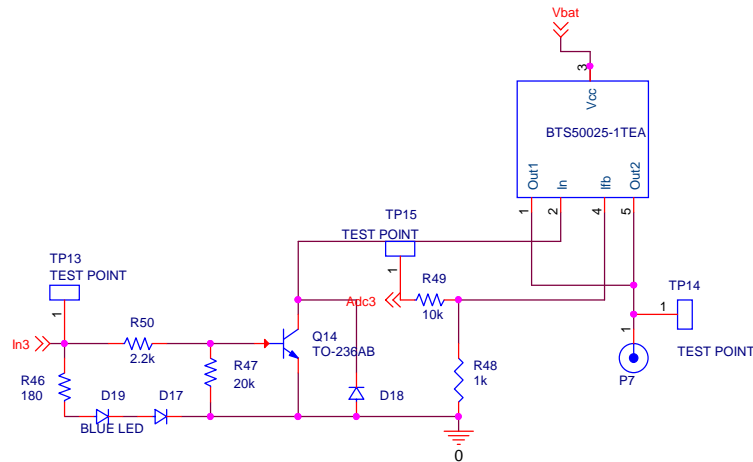 Vbat
3
Vcc
BTS50025-1TEA
Out1
In
Ifb
Out2
1
2
4
5
TP15
TEST POINT
1
TP13
TEST POINT
1
TP14
1
TEST POINT
R49
10k
Adc3
In3
R50
2.2k
Q14
TO-236AB
R47
20k
R46
180
D19
BLUE LED
D17
D18
R48
1k
1
P7
0